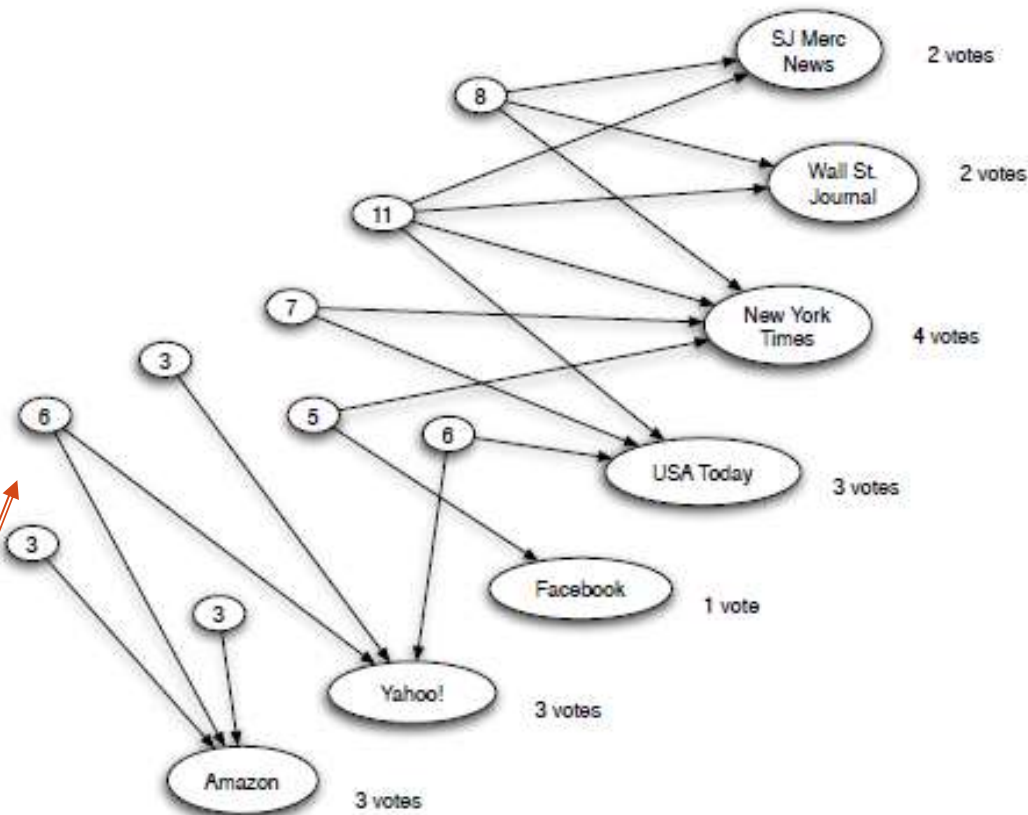 SJ Merc
News
2 votes
8
Wall St.
Journal
2 votes
11
7
New York
Times
4 votes
3
6
5
6
USA Today
3 votes
3
Facebook
1 vote
3
Yahoo!
3 votes
Amazon
3 votes